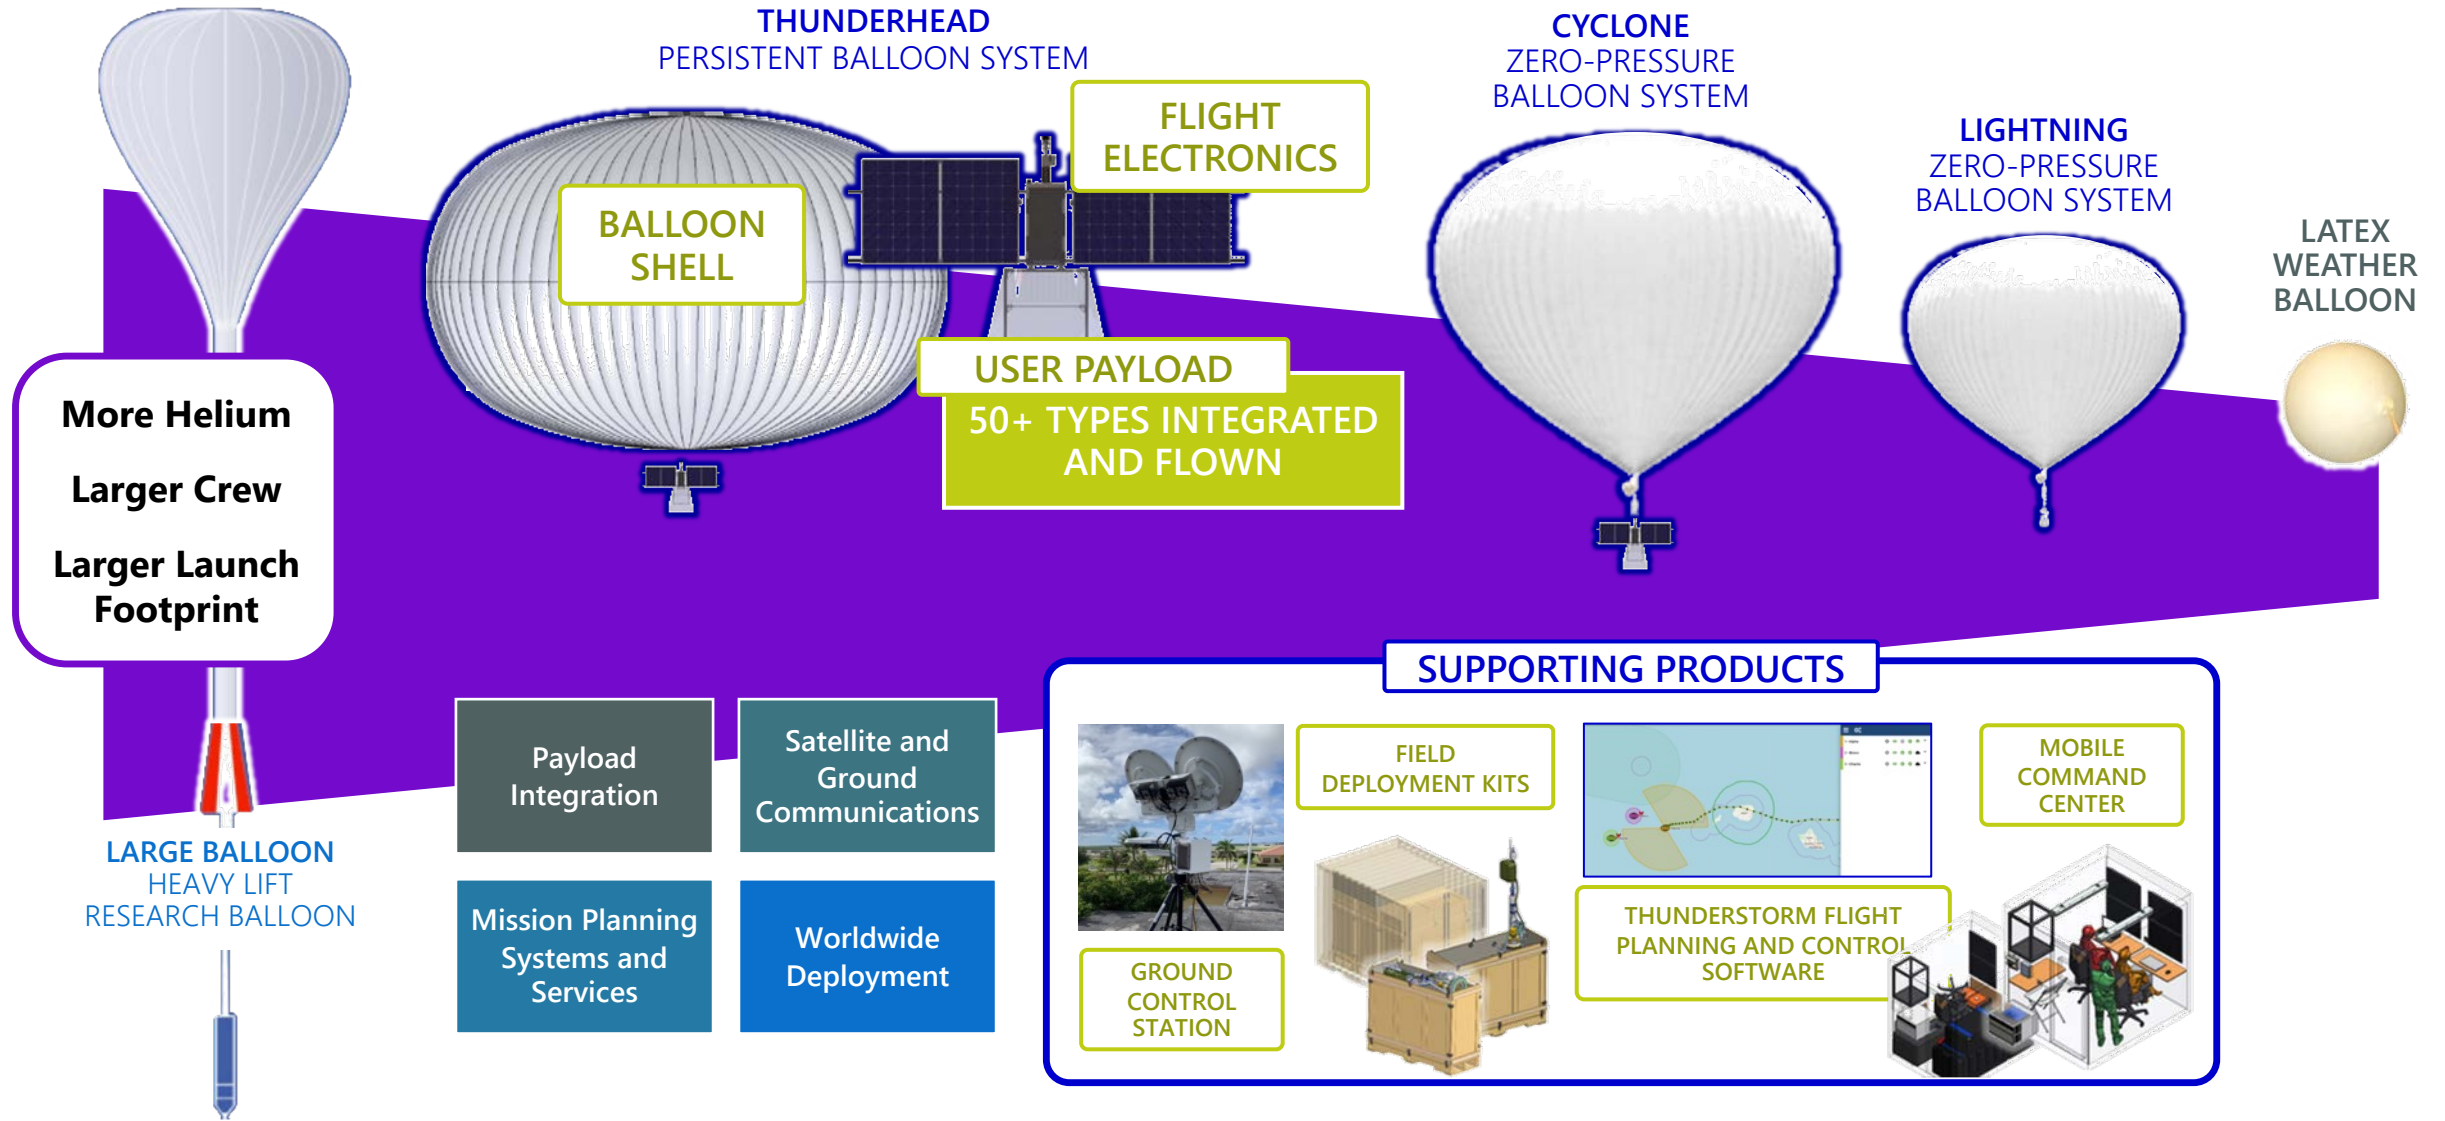 THUNDERHEAD
PERSISTENT BALLOON SYSTEM
CYCLONE
ZERO-PRESSURE
BALLOON SYSTEM
LIGHTNING
ZERO-PRESSURE
BALLOON SYSTEM
LATEX
WEATHER
BALLOON
FLIGHT
ELECTRONICS
BALLOON
SHELL
USER PAYLOAD
50+ TYPES INTEGRATED
AND FLOWN
More Helium
Larger Crew
Larger Launch
Footprint
LARGE BALLOON
HEAVY LIFT
RESEARCH BALLOON
Payload
Integration
Satellite and
Ground
Communications
Mission Planning
Systems and
Services
Worldwide
Deployment
SUPPORTING PRODUCTS
GROUND
CONTROL
STATION
FIELD
DEPLOYMENT KITS
THUNDERSTORM FLIGHT
PLANNING AND CONTROL
SOFTWARE
MOBILE
COMMAND
CENTER